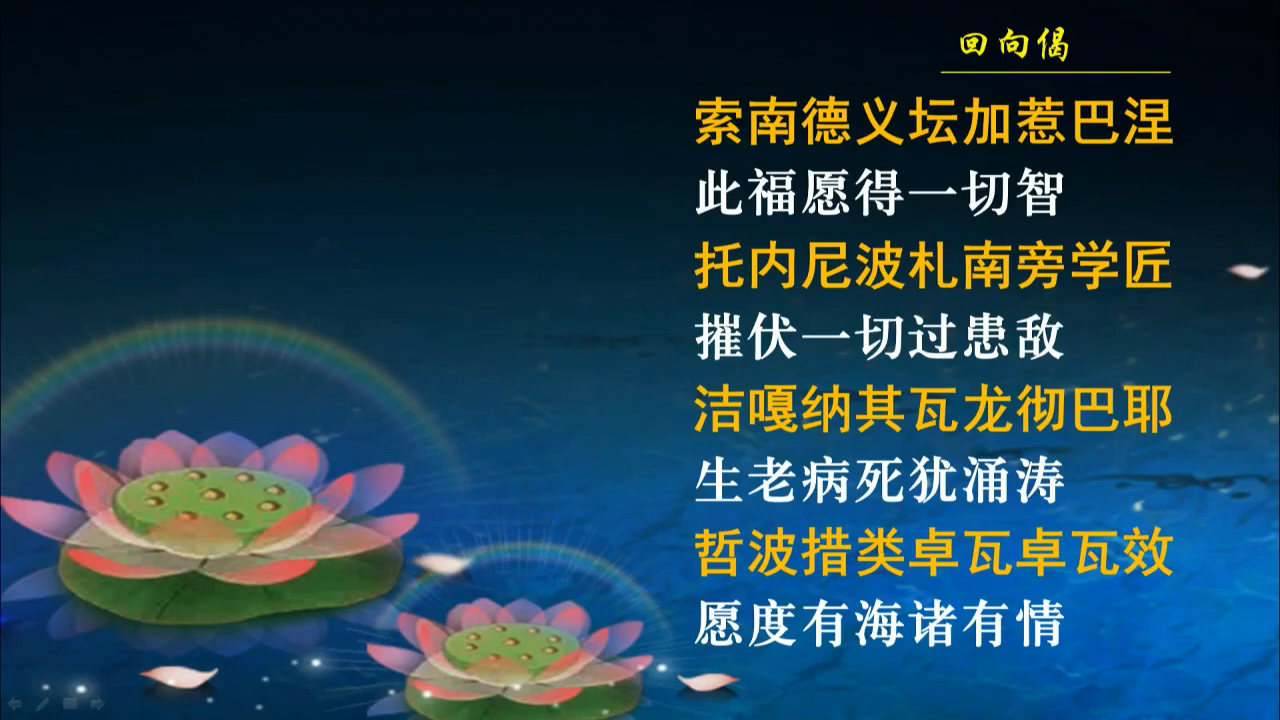 回向偈
索南德义坛加惹巴涅
此福愿得一切智
托内尼波札南旁学匠
摧伏一切过患敌
洁嘎纳其瓦龙彻巴耶
生老病死犹涌涛
哲波措类卓瓦卓瓦效
愿度有海诸有情